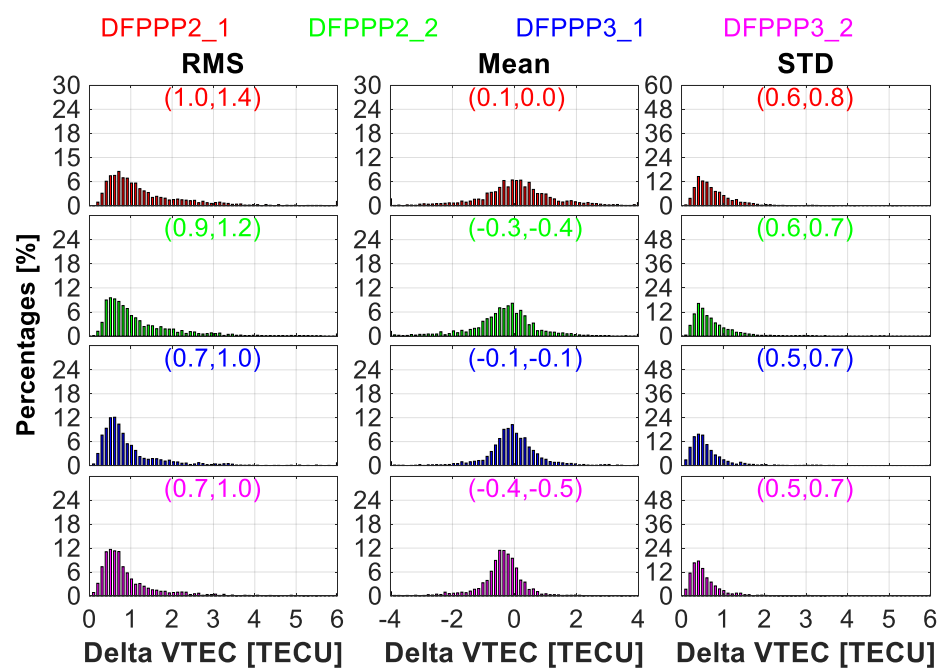 DFPPP2_1 DFPPP2_2 DFPPP3_1 DFPPP3_2
RMS Mean STD
30 30 60
(1.0,1.4) (0.1,0.0) (0.6,0.8)
24 24 48
18 18 36
15 15 24
6 6 12
0 0 0
(0.9,1.2) (-0.3,-0.4) (0.6,0.7)
24 24 48
18 18 36
12 12 24
6 6 12
0 0 0
Percentages [%]
(0.7,1.0) (-0.1,-0.1) (0.5,0.7)
24 24 48
18 18 36
12 12 24
6 6 12
0 0 0
(0.7,1.0) (-0.4,-0.5) (0.5,0.7)
24 24 48
18 18 36
12 12 24
6 6 12
0 0 0
0 1 2 3 4 5 6 -4 -2 0 2 4 0 1 2 3 4 5 6
Delta VTEC [TECU] Delta VTEC [TECU] Delta VTEC [TECU]